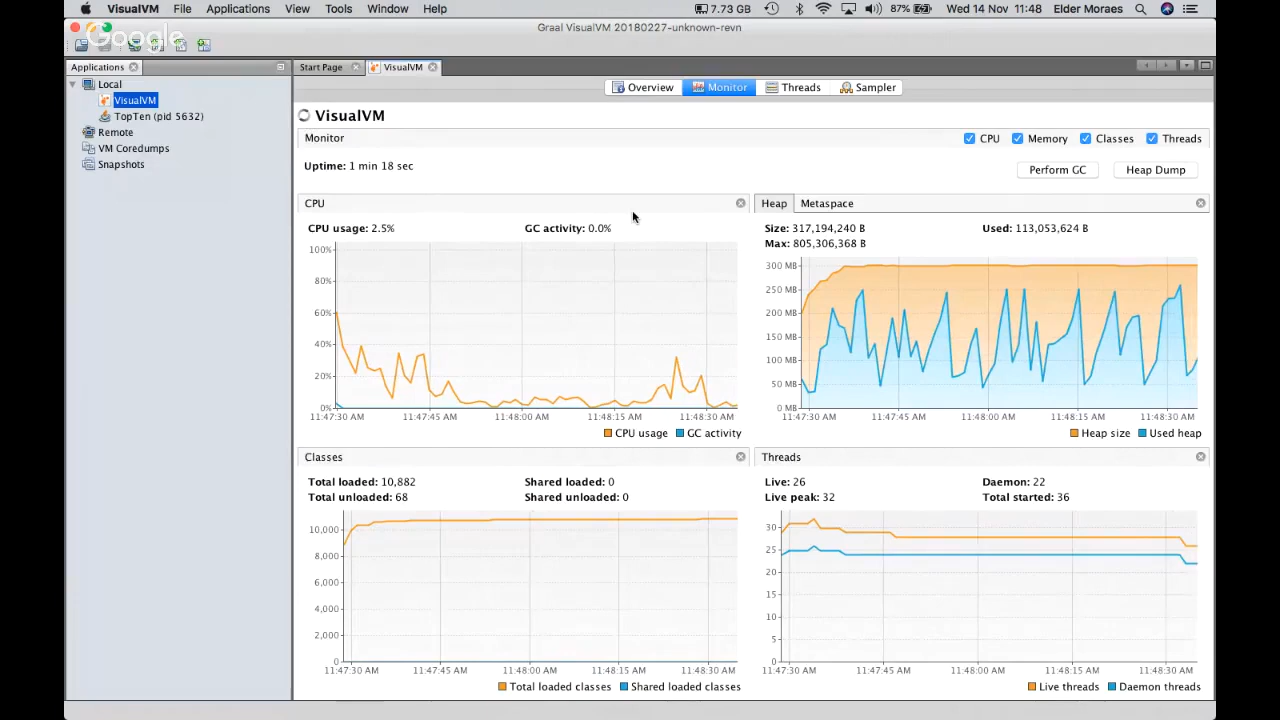 VisualVM File Applications View Tools Window Help 7.73 GB 87% Wed 14 Nov 11:48 Elder Moraes
Graal VisualVM 20180227-unknown-revn
Google
Applications
Start Page VisualVM
Local
VisualVM
TopTen (pid 5632)
Remote
VM Coredumps
Snapshots
Overview Monitor Threads Sampler
VisualVM
Monitor CPU Memory Classes Threads
Uptime: 1 min 18 sec Perform GC Heap Dump
CPU
CPU usage: 2.5% GC activity: 0.0%
100%
80%
60%
40%
20%
0%
11:47:30 AM 11:47:45 AM 11:48:00 AM 11:48:15 AM 11:48:30 AM
CPU usage GC activity
Heap Metaspace
Size: 317,194,240 B Used: 113,053,624 B
Max: 805,306,368 B
300 MB
250 MB
200 MB
150 MB
100 MB
50 MB
0 MB
11:47:30 AM 11:47:45 AM 11:48:00 AM 11:48:15 AM 11:48:30 AM
Heap size Used heap
Classes
Total loaded: 10,882 Shared loaded: 0
Total unloaded: 68 Shared unloaded: 0
10,000
8,000
6,000
4,000
2,000
0
11:47:30 AM 11:47:45 AM 11:48:00 AM 11:48:15 AM 11:48:30 AM
Total loaded classes Shared loaded classes
Threads
Live: 26 Daemon: 22
Live peak: 32 Total started: 36
30
25
20
15
10
5
0
11:47:30 AM 11:47:45 AM 11:48:00 AM 11:48:15 AM 11:48:30 AM
Live threads Daemon threads